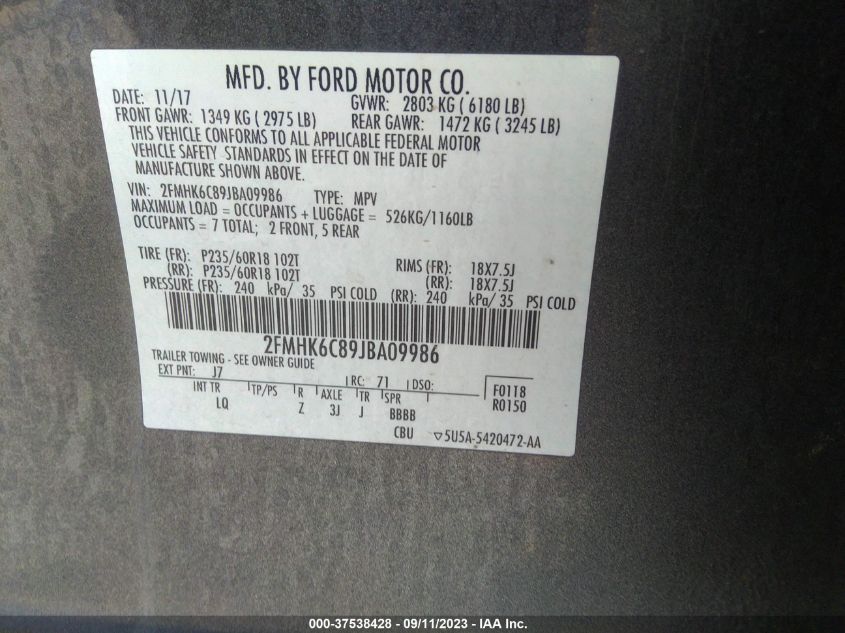 MFD. BY FORD MOTOR CO.
DATE: 11/17 GVWR: 2803 KG ( 6180 LB)
FRONT GAWR: 1349 KG ( 2975 LB) REAR GAWR: 1472 KG ( 3245 LB)
THIS VEHICLE CONFORMS TO ALL APPLICABLE FEDERAL MOTOR
VEHICLE SAFETY STANDARDS IN EFFECT ON THE DATE OF
MANUFACTURE SHOWN ABOVE.
VIN: 2FMHK6C89JBA09986 TYPE: MPV
MAXIMUM LOAD = OCCUPANTS + LUGGAGE = 526KG/1160LB
OCCUPANTS = 7 TOTAL; 2 FRONT, 5 REAR
TIRE (FR): P235/60R18 102T RIMS (FR): 18X7.5J
(RR): P235/60R18 102T (RR): 18X7.5J
PRESSURE (FR): 240 kPa/ 35 PSI COLD (RR): 240 kPa/ 35 PSI COLD
2FMHK6C89JBA09986
TRAILER TOWING - SEE OWNER GUIDE
EXT PNT: J7 RC: 71 DSO: F0118
INT TR TP/PS R AXLE TR SPR R0150
LQ Z 3J J BBBB
CBU ▽5U5A-5420472-AA
000-37538428 - 09/11/2023 - IAA Inc.